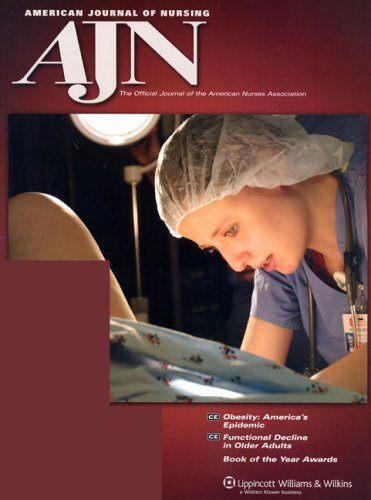 AMERICAN JOURNAL OF NURSING
AJN
The Official Journal of the American Nurses Association
CE Obesity: America's
Epidemic
CE Functional Decline
in Older Adults
Book of the Year Awards
Lippincott Williams & Wilkins
a Wolters Kluwer business